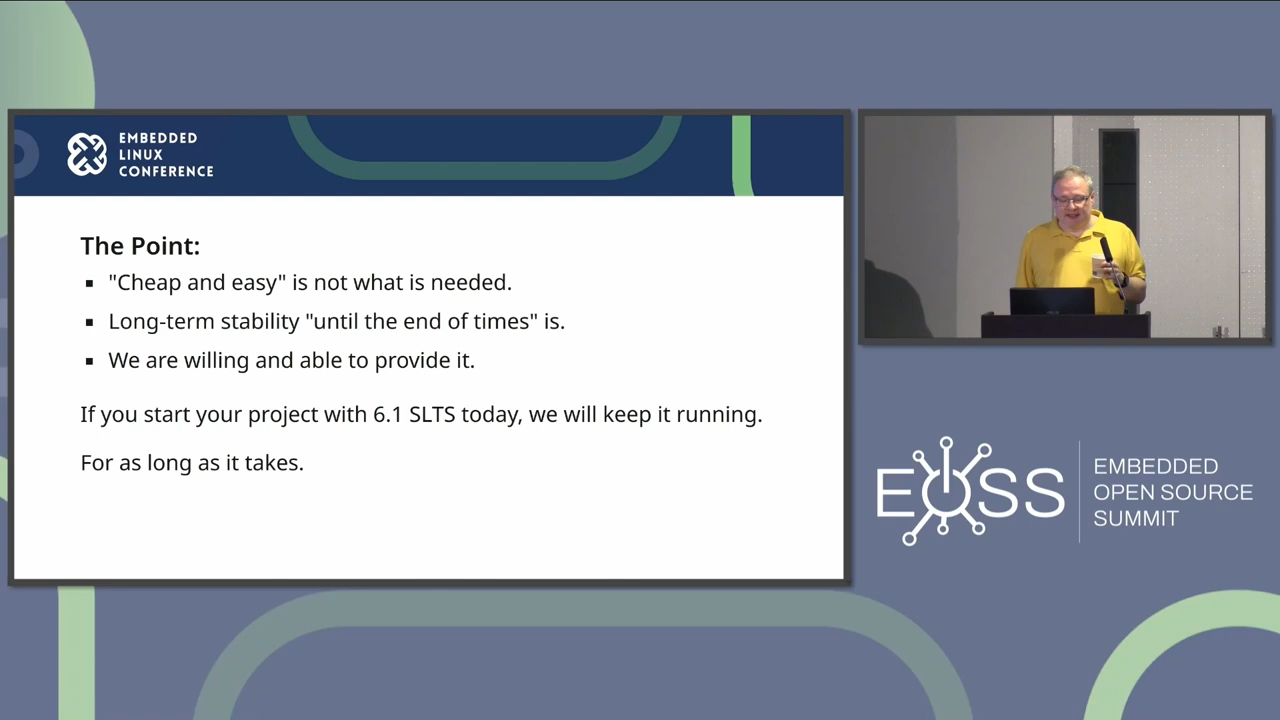 EMBEDDED
LINUX
CONFERENCE
The Point:
▪ "Cheap and easy" is not what is needed.
▪ Long-term stability "until the end of times" is.
▪ We are willing and able to provide it.
If you start your project with 6.1 SLTS today, we will keep it running.
For as long as it takes.
EOSS
EMBEDDED
OPEN SOURCE
SUMMIT